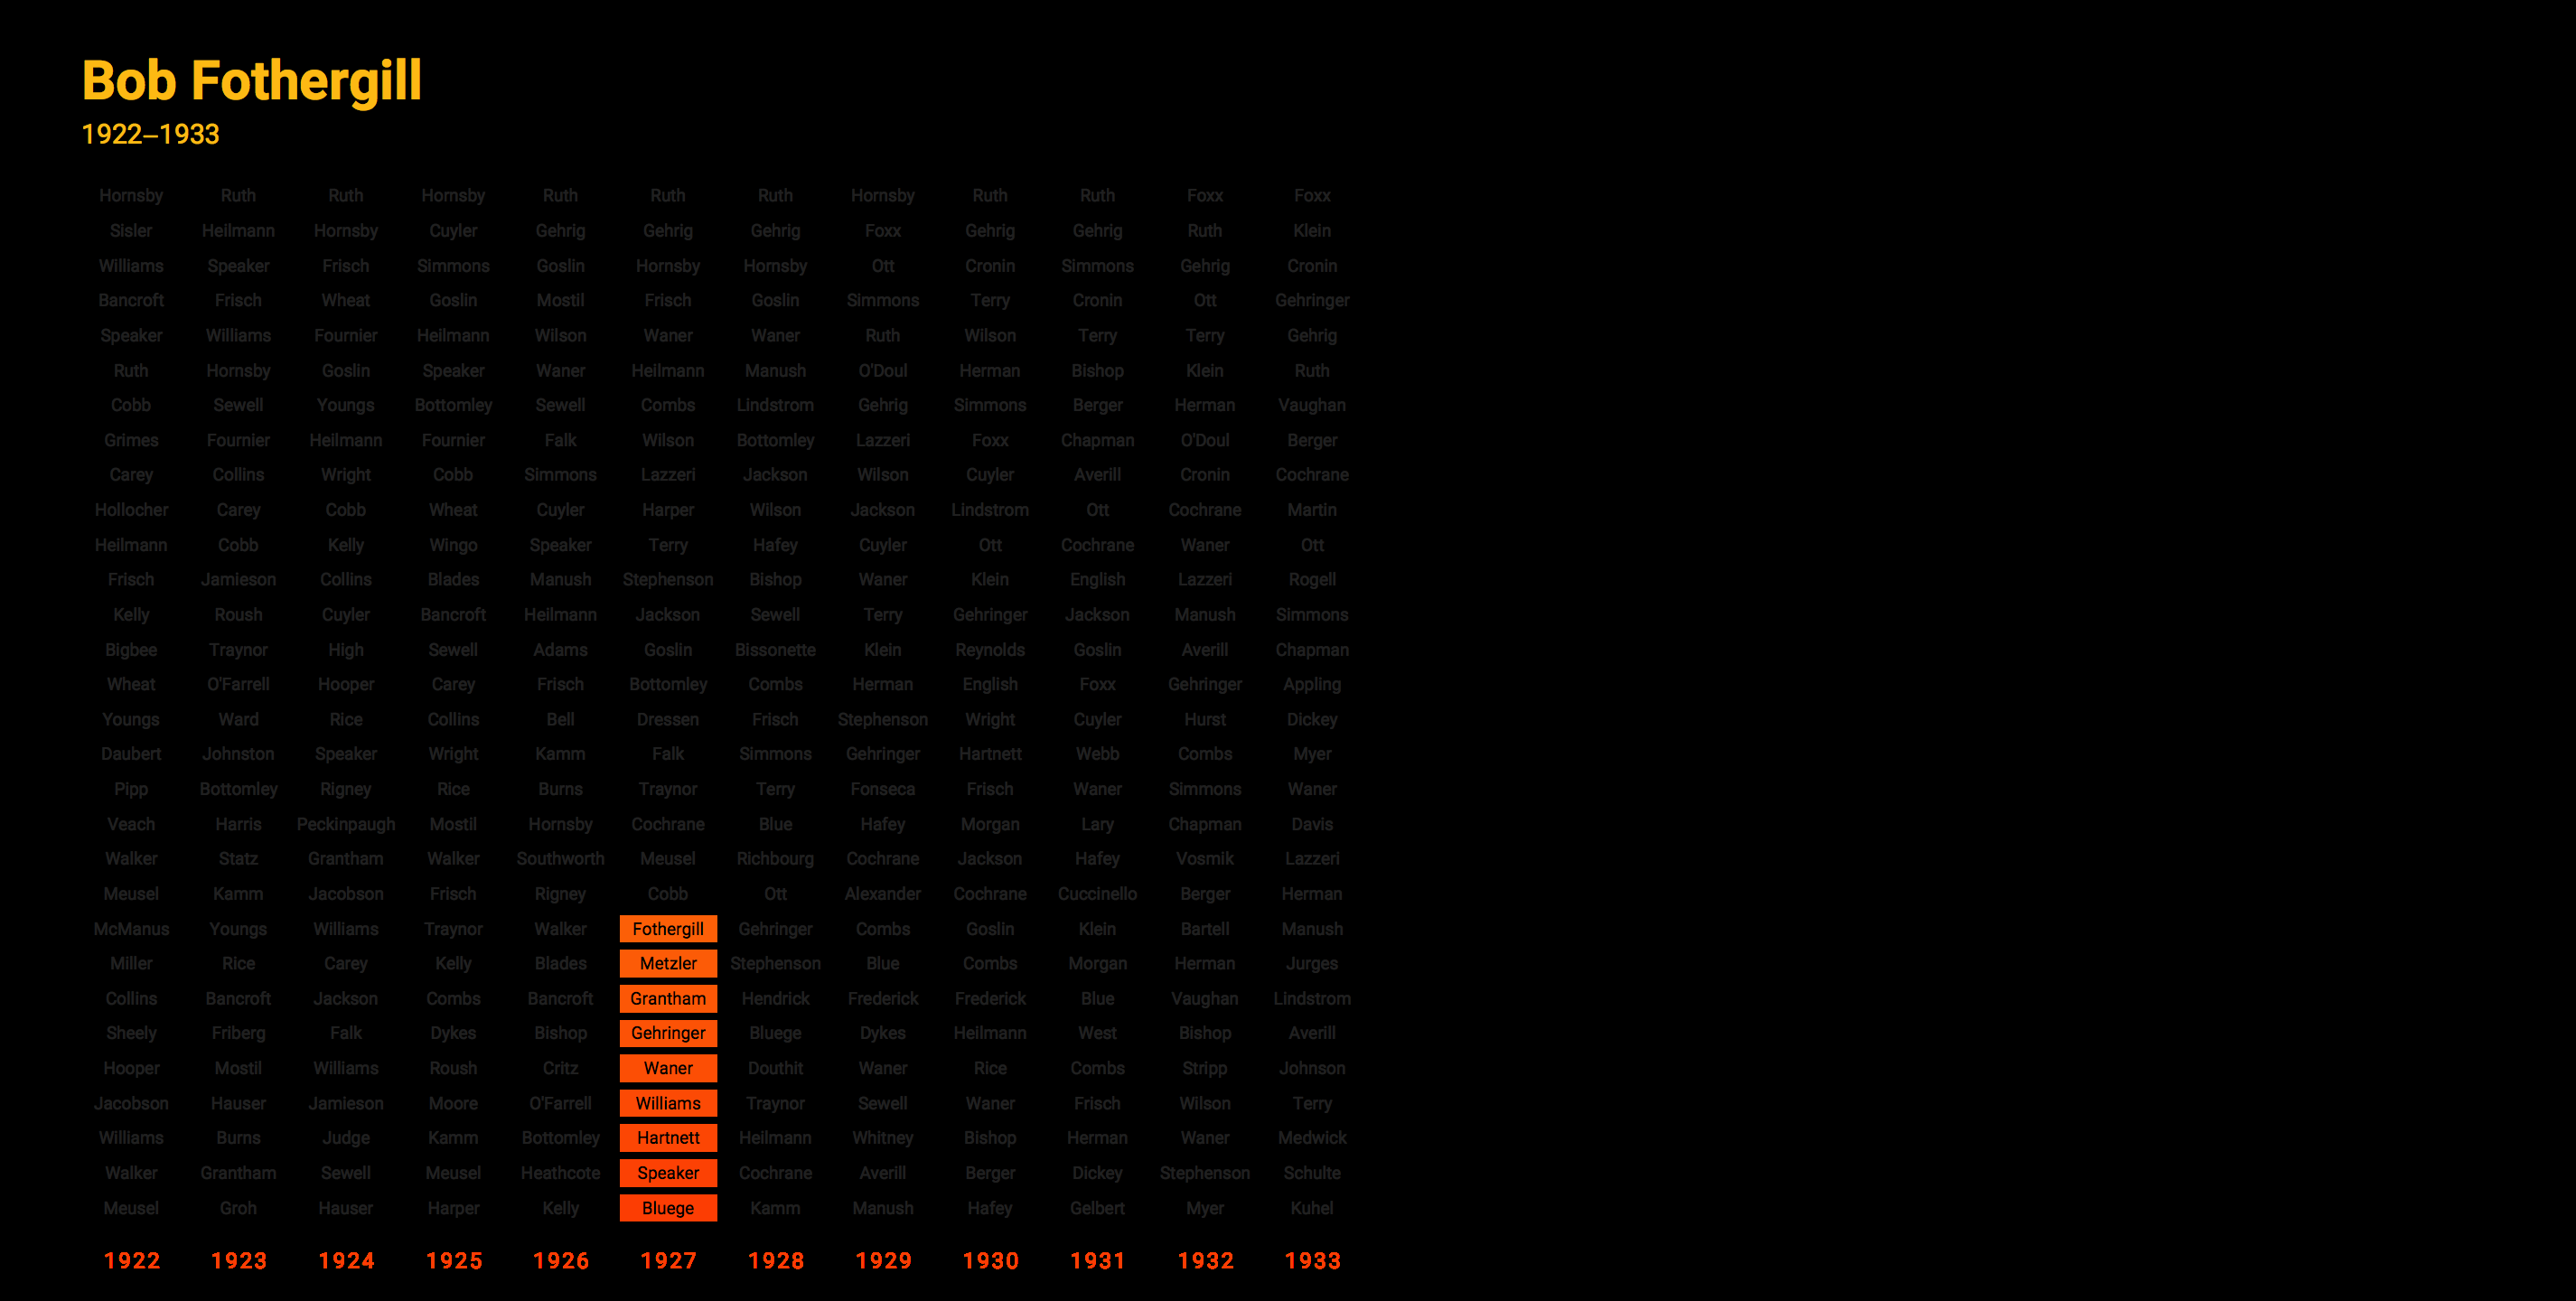 Bob Fothergill
1922–1933
Hornsby Ruth Ruth Hornsby Ruth Ruth Ruth Hornsby Ruth Ruth Foxx Foxx
Sisler Heilmann Hornsby Cuyler Gehrig Gehrig Gehrig Foxx Gehrig Gehrig Ruth Klein
Williams Speaker Frisch Simmons Goslin Hornsby Hornsby Ott Cronin Simmons Gehrig Cronin
Bancroft Frisch Wheat Goslin Mostil Frisch Goslin Simmons Terry Cronin Ott Gehringer
Speaker Williams Fournier Heilmann Wilson Waner Waner Ruth Wilson Terry Terry Gehrig
Ruth Hornsby Goslin Speaker Waner Heilmann Manush O'Doul Herman Bishop Klein Ruth
Cobb Sewell Youngs Bottomley Sewell Combs Lindstrom Gehrig Simmons Berger Herman Vaughan
Grimes Fournier Heilmann Fournier Falk Wilson Bottomley Lazzeri Foxx Chapman O'Doul Berger
Carey Collins Wright Cobb Simmons Lazzeri Jackson Wilson Cuyler Averill Cronin Cochrane
Hollocher Carey Cobb Wheat Cuyler Harper Wilson Jackson Lindstrom Ott Cochrane Martin
Heilmann Cobb Kelly Wingo Speaker Terry Hafey Cuyler Ott Cochrane Waner Ott
Frisch Jamieson Collins Blades Manush Stephenson Bishop Waner Klein English Lazzeri Rogell
Kelly Roush Cuyler Bancroft Heilmann Jackson Sewell Terry Gehringer Jackson Manush Simmons
Bigbee Traynor High Sewell Adams Goslin Bissonette Klein Reynolds Goslin Averill Chapman
Wheat O'Farrell Hooper Carey Frisch Bottomley Combs Herman English Foxx Gehringer Appling
Youngs Ward Rice Collins Bell Dressen Frisch Stephenson Wright Cuyler Hurst Dickey
Daubert Johnston Speaker Wright Kamm Falk Simmons Gehringer Hartnett Webb Combs Myer
Pipp Bottomley Rigney Rice Burns Traynor Terry Fonseca Frisch Waner Simmons Waner
Veach Harris Peckinpaugh Mostil Hornsby Cochrane Blue Hafey Morgan Lary Chapman Davis
Walker Statz Grantham Walker Southworth Meusel Richbourg Cochrane Jackson Hafey Vosmik Lazzeri
Meusel Kamm Jacobson Frisch Rigney Cobb Ott Alexander Cochrane Cuccinello Berger Herman
McManus Youngs Williams Traynor Walker Fothergill Gehringer Combs Goslin Klein Bartell Manush
Miller Rice Carey Kelly Blades Metzler Stephenson Blue Combs Morgan Herman Jurges
Collins Bancroft Jackson Combs Bancroft Grantham Hendrick Frederick Frederick Blue Vaughan Lindstrom
Sheely Friberg Falk Dykes Bishop Gehringer Bluege Dykes Heilmann West Bishop Averill
Hooper Mostil Williams Roush Critz Waner Douthit Waner Rice Combs Stripp Johnson
Jacobson Hauser Jamieson Moore O'Farrell Williams Traynor Sewell Waner Frisch Wilson Terry
Williams Burns Judge Kamm Bottomley Hartnett Heilmann Whitney Bishop Herman Waner Medwick
Walker Grantham Sewell Meusel Heathcote Speaker Cochrane Averill Berger Dickey Stephenson Schulte
Meusel Groh Hauser Harper Kelly Bluege Kamm Manush Hafey Gelbert Myer Kuhel
1922 1923 1924 1925 1926 1927 1928 1929 1930 1931 1932 1933